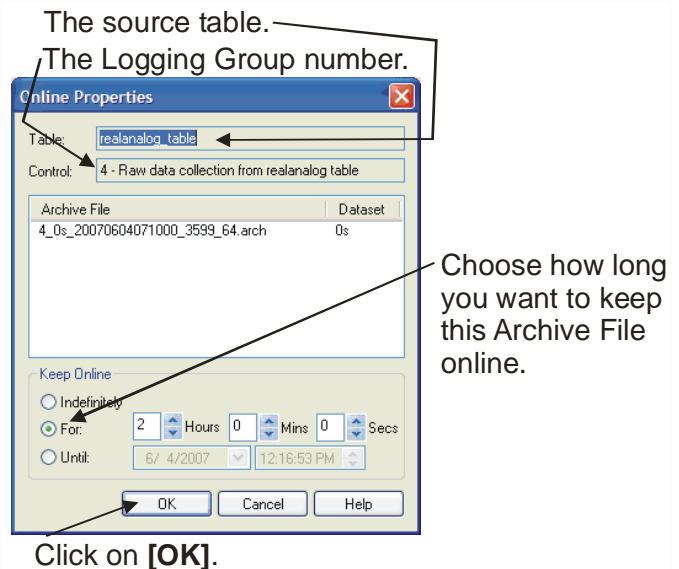 The source table.
The Logging Group number.
Online Properties
Table: realanalog_table
Control: 4 - Raw data collection from realanalog table
Archive File Dataset
4_0s_20070604071000_3599_64.arch 0s
Choose how long
you want to keep
this Archive File
online.
Keep Online
Indefinitely
For: 2 Hours 0 Mins 0 Secs
Until: 6/ 4/2007 12:16:53 PM
OK Cancel Help
Click on [OK].